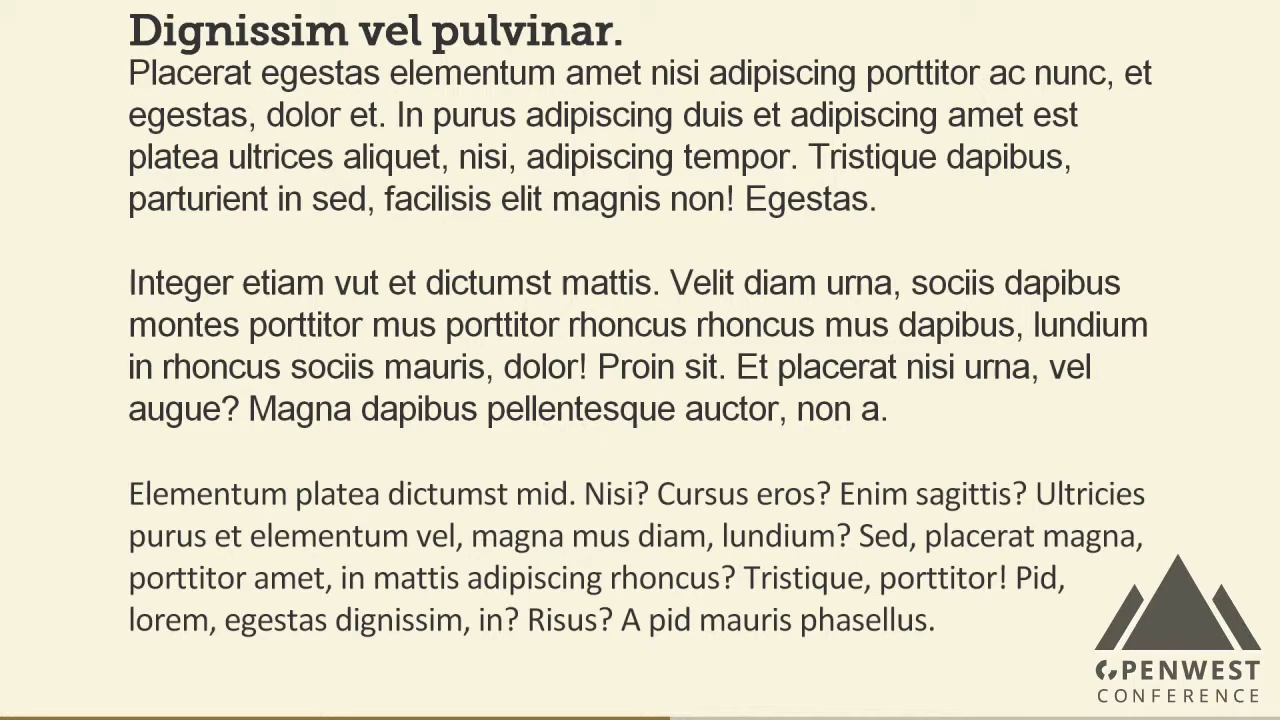 Dignissim vel pulvinar.
Placerat egestas elementum amet nisi adipiscing porttitor ac nunc, et
egestas, dolor et. In purus adipiscing duis et adipiscing amet est
platea ultrices aliquet, nisi, adipiscing tempor. Tristique dapibus,
parturient in sed, facilisis elit magnis non! Egestas.
Integer etiam vut et dictumst mattis. Velit diam urna, sociis dapibus
montes porttitor mus porttitor rhoncus rhoncus mus dapibus, lundium
in rhoncus sociis mauris, dolor! Proin sit. Et placerat nisi urna, vel
augue? Magna dapibus pellentesque auctor, non a.
Elementum platea dictumst mid. Nisi? Cursus eros? Enim sagittis? Ultricies
purus et elementum vel, magna mus diam, lundium? Sed, placerat magna,
porttitor amet, in mattis adipiscing rhoncus? Tristique, porttitor! Pid,
lorem, egestas dignissim, in? Risus? A pid mauris phasellus.
OPENWEST
CONFERENCE